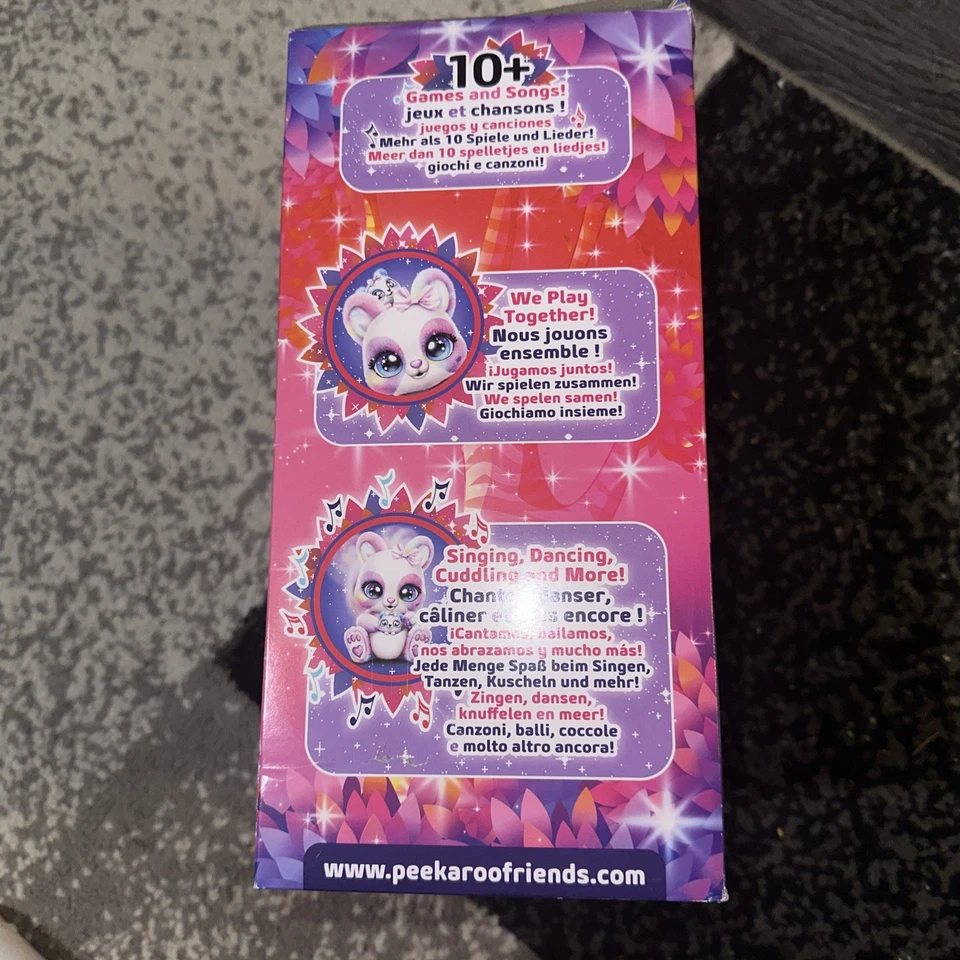 10+
Games and Songs!
jeux et chansons !
juegos y canciones
Mehr als 10 Spiele und Lieder!
Meer dan 10 spelletjes en liedjes!
giochi e canzoni!
We Play
Together!
Nous jouons
ensemble !
¡Jugamos juntos!
Wir spielen zusammen!
We spelen samen!
Giochiamo insieme!
Singing, Dancing,
Cuddling and More!
danser,
câliner encore !
¡Cantamos, bailamos,
nos abrazamos y mucho más!
Jede Menge Spaß beim Singen,
Tanzen, Kuscheln und mehr!
Zingen, dansen,
knuffelen en meer!
Canzoni, balli, coccole
e molto altro ancora!
www.peekaroofriends.com